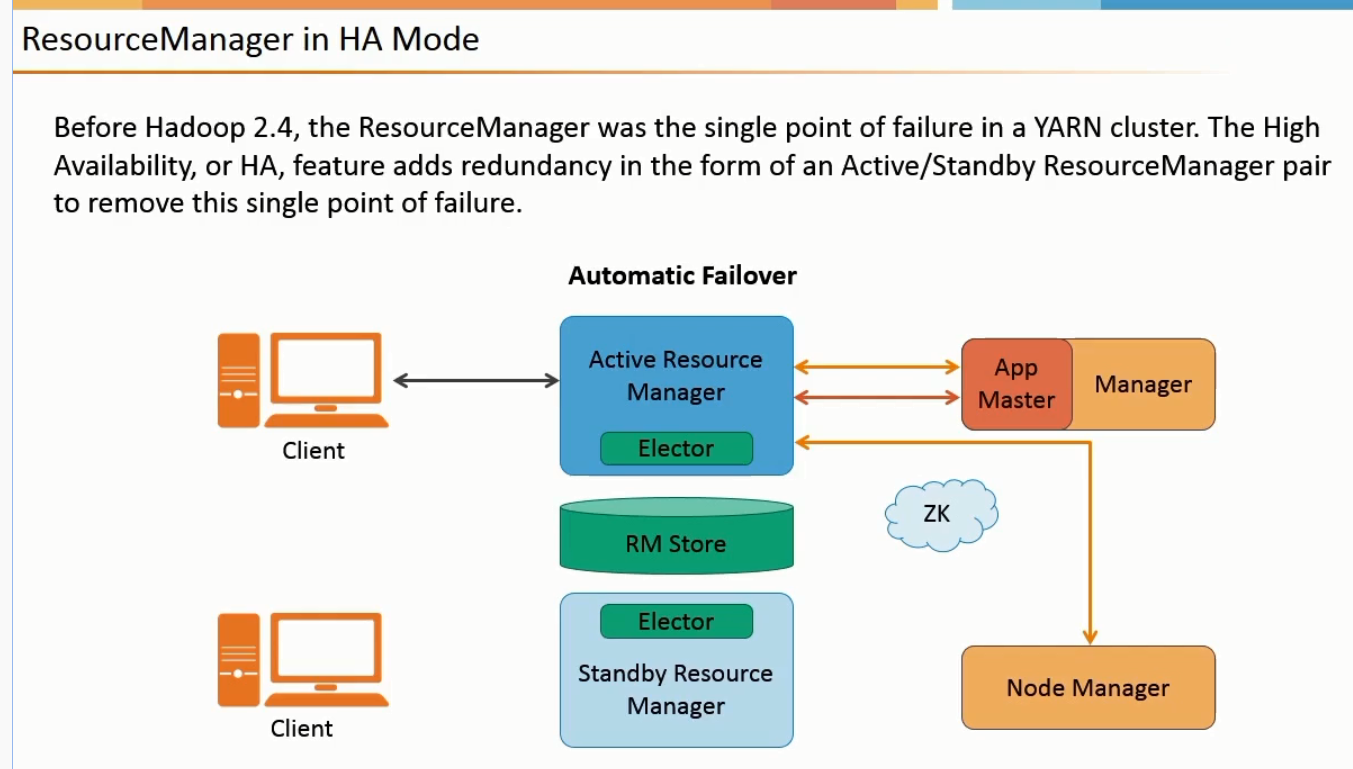 ResourceManager in HA Mode
Before Hadoop 2.4, the ResourceManager was the single point of failure in a YARN cluster. The High
Availability, or HA, feature adds redundancy in the form of an Active/Standby ResourceManager pair
to remove this single point of failure.
Automatic Failover
Client
Active Resource
Manager
Elector
App
Master
Manager
ZK
RM Store
Client
Elector
Standby Resource
Manager
Node Manager